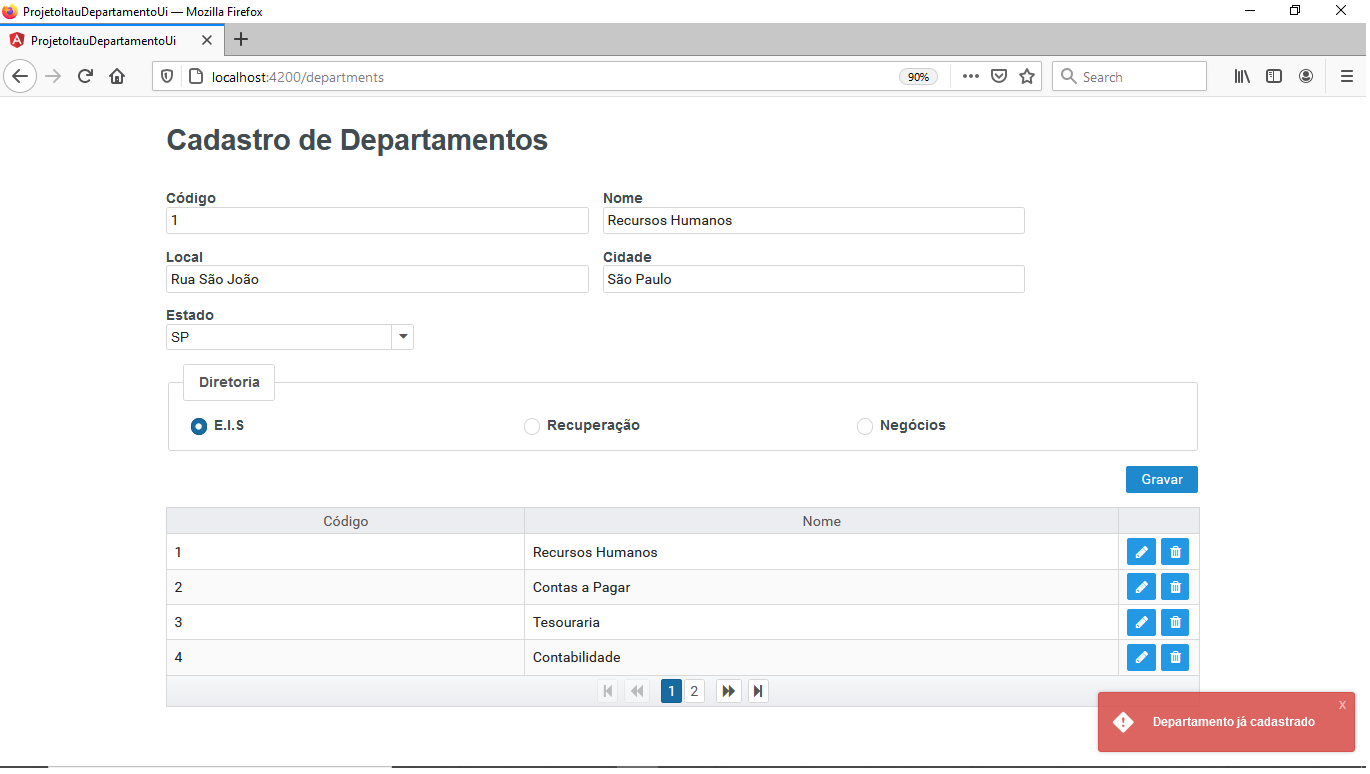 ProjetoItauDepartamentoUi — Mozilla Firefox
ProjetoItauDepartamentoUi
localhost:4200/departments 90% Search
Cadastro de Departamentos
Código Nome
1 Recursos Humanos
Local Cidade
Rua São João São Paulo
Estado
SP
Diretoria
E.I.S Recuperação Negócios
Gravar
Código Nome
1 Recursos Humanos
2 Contas a Pagar
3 Tesouraria
4 Contabilidade
1 2
x
Departamento já cadastrado